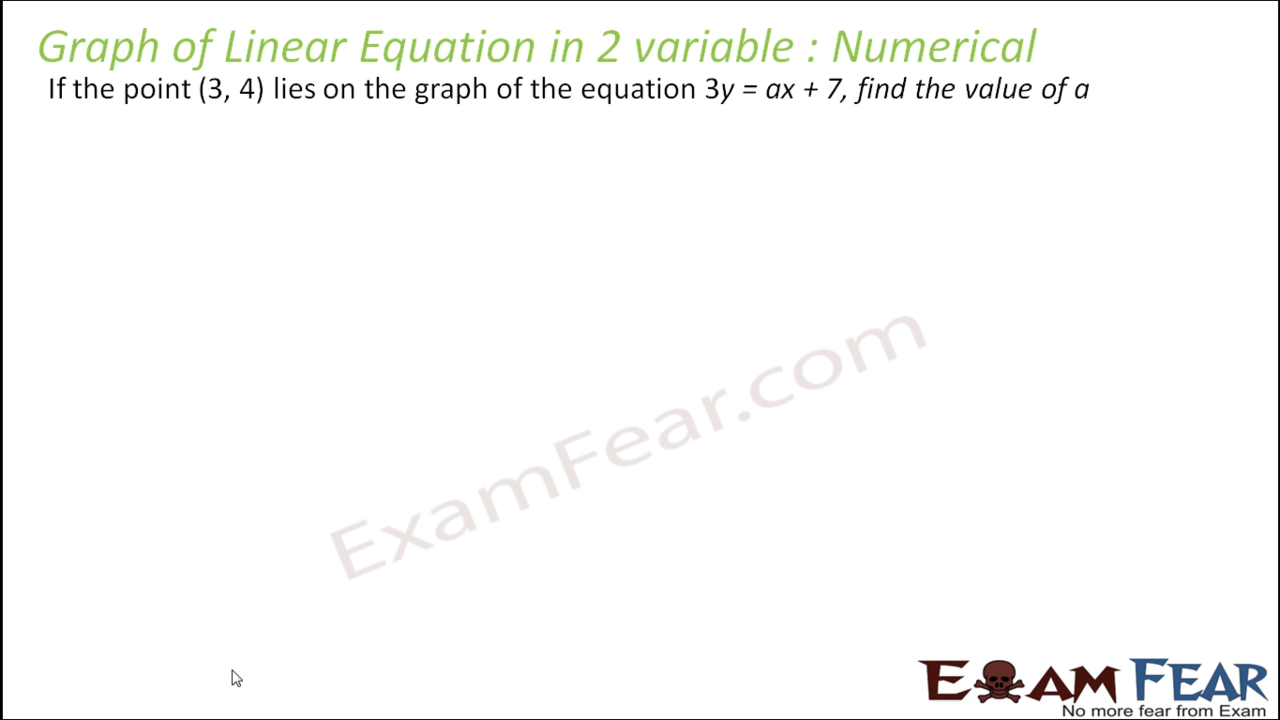 Graph of Linear Equation in 2 variable : Numerical
If the point (3, 4) lies on the graph of the equation 3y = ax + 7, find the value of a
ExamFear.com
EXAM FEAR
No more fear from Exam